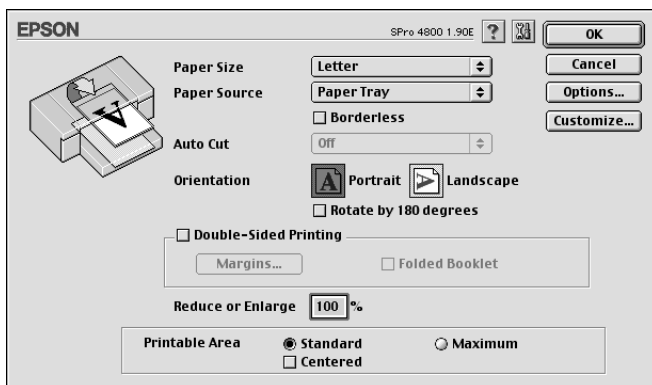 EPSON SPro 4800 1.90E ? OK
Paper Size Letter Cancel
Paper Source Paper Tray Options...
Borderless Customize...
Auto Cut Off
Orientation A Portrait A Landscape
Rotate by 180 degrees
Double-Sided Printing
Margins... Folded Booklet
Reduce or Enlarge 100 %
Printable Area Standard Maximum
Centered